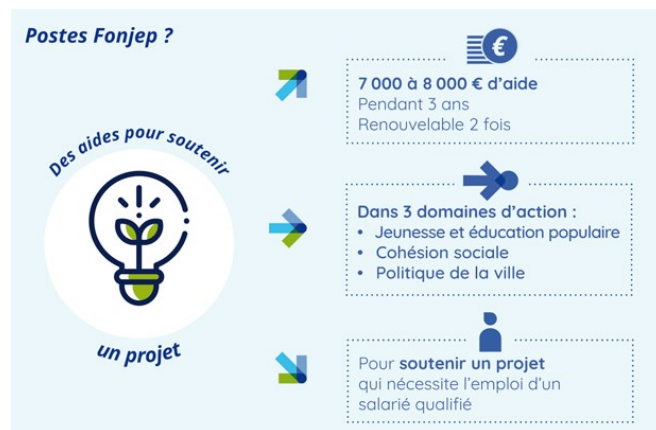 Postes Fonjep ?
Des aides pour soutenir
un projet
€
7 000 à 8 000 € d'aide
Pendant 3 ans
Renouvelable 2 fois
Dans 3 domaines d'action :
• Jeunesse et éducation populaire
• Cohésion sociale
• Politique de la ville
Pour soutenir un projet
qui nécessite l'emploi d'un
salarié qualifié